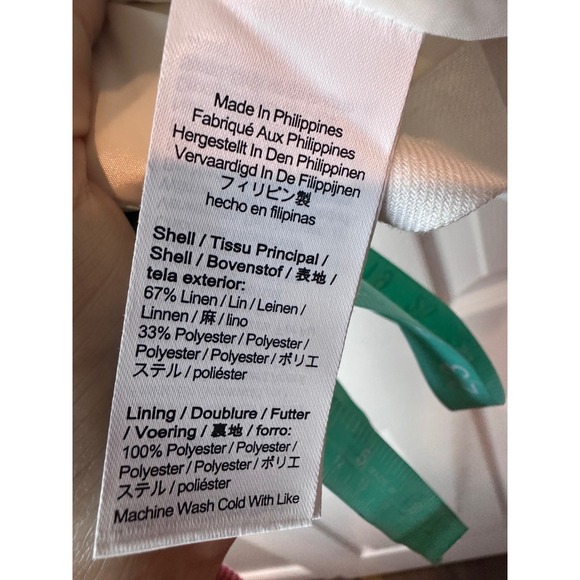 Made In Philippines
Fabriqué Aux Philippines
Hergestellt In Den Philippinen
Vervaardigd In De Filippijnen
フィリピン製
hecho en filipinas
Shell / Tissu Principal /
Shell / Bovenstof / 表地 /
tela exterior:
67% Linen / Lin / Leinen /
Linnen / 麻 / lino
33% Polyester / Polyester /
Polyester / Polyester / ポリエ
ステル / poliéster
Lining / Doublure / Futter
/ Voering / 裏地 / forro:
100% Polyester / Polyester /
Polyester / Polyester / ポリエ
ステル / poliéster
Machine Wash Cold With Like